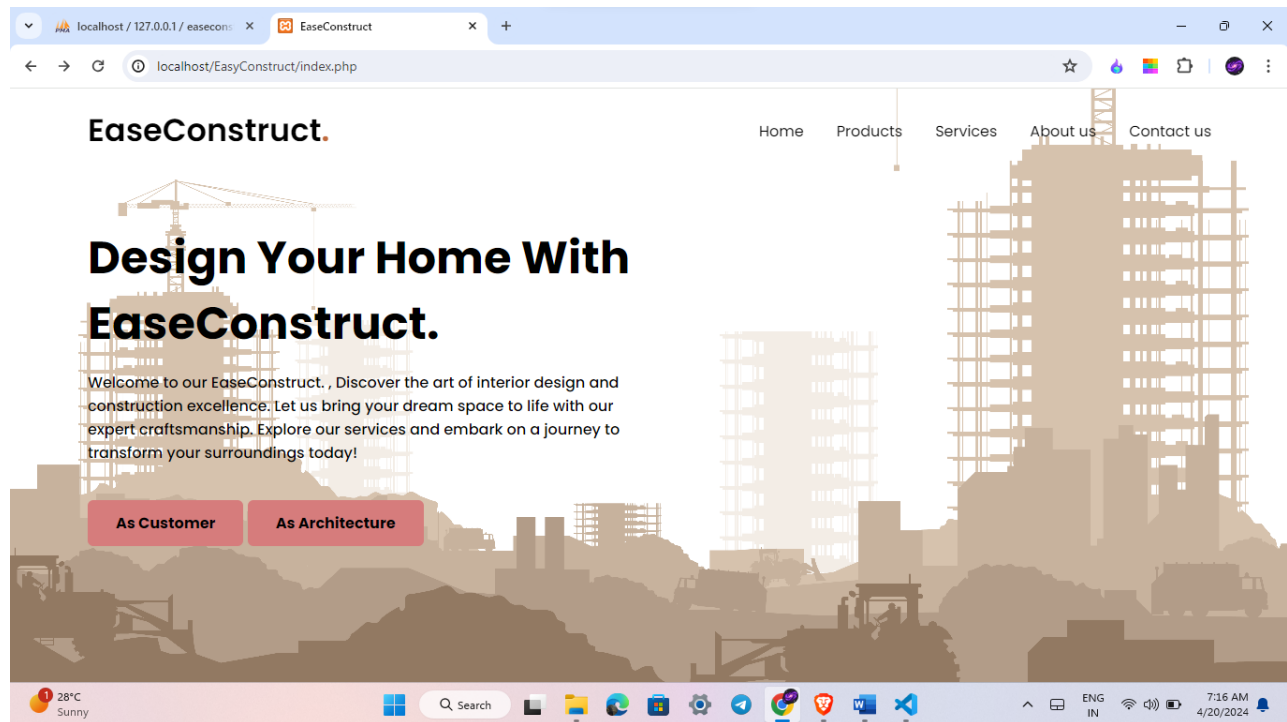 PMA localhost / 127.0.0.1 / easecons
EaseConstruct
localhost/EasyConstruct/index.php
EaseConstruct.
Home Products Services About us Contact us
Design Your Home With
EaseConstruct.
Welcome to our EaseConstruct. , Discover the art of interior design and
construction excellence. Let us bring your dream space to life with our
expert craftsmanship. Explore our services and embark on a journey to
transform your surroundings today!
As Customer As Architecture
1
28°C
Sunny
Search
ENG
IN
7:16 AM
4/20/2024